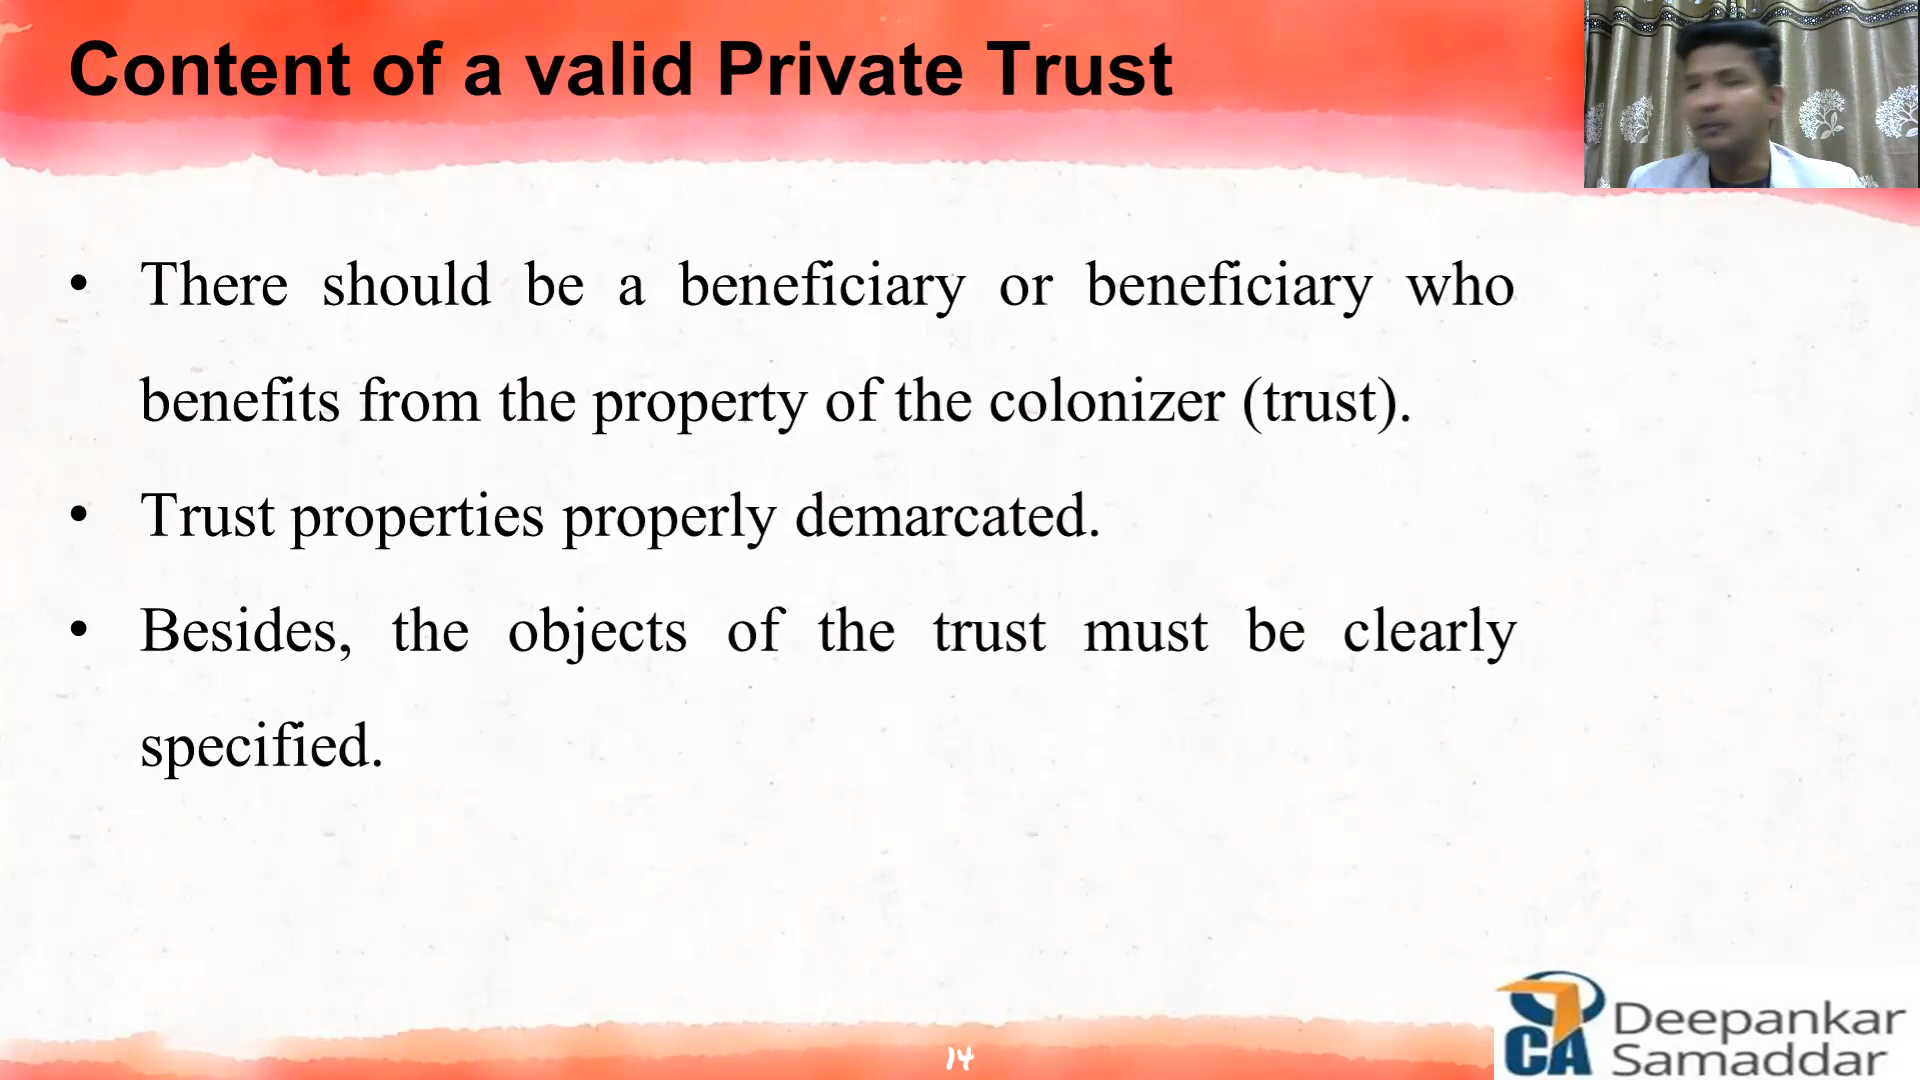 Content of a valid Private Trust
• There should be a beneficiary or beneficiary who
benefits from the property of the colonizer (trust).
• Trust properties properly demarcated.
• Besides, the objects of the trust must be clearly
specified.
14
CA
Deepankar
Samaddar